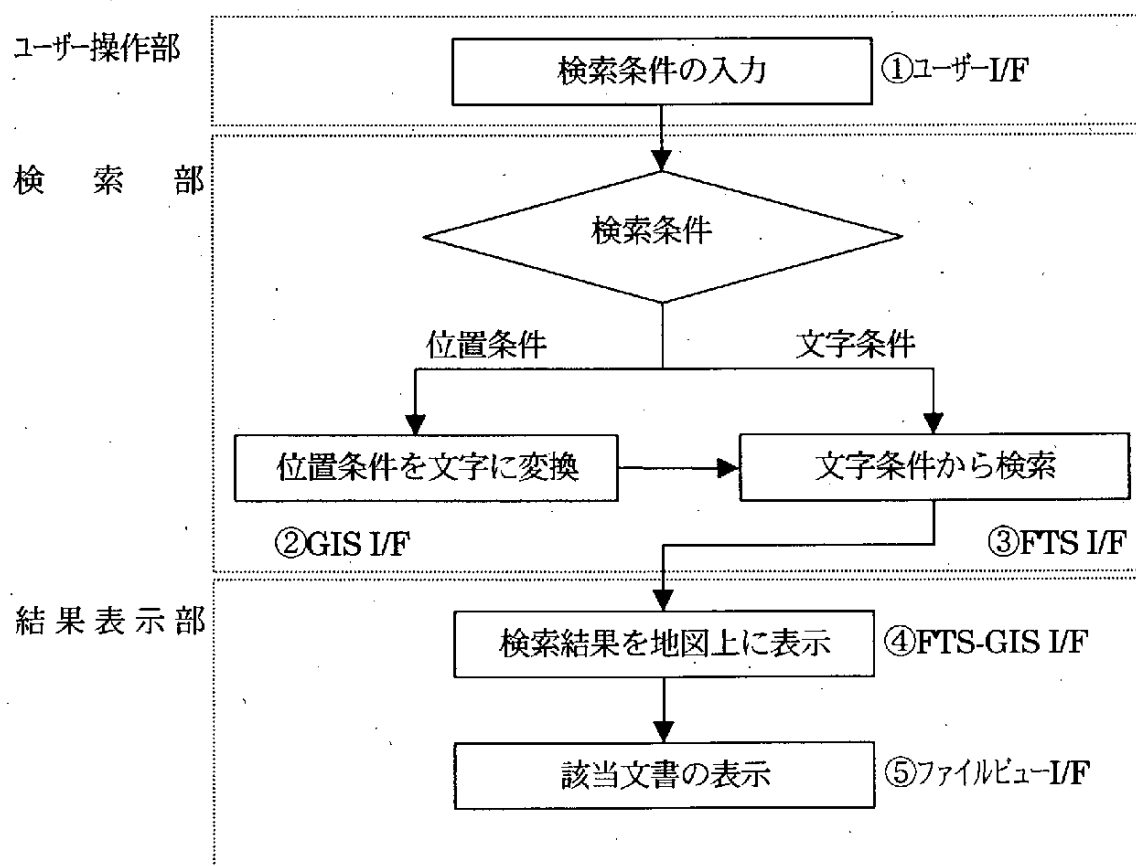 ユーザー操作部
検索条件の入力 ①ユーザーI/F
検索部
検索条件
位置条件 文字条件
位置条件を文字に変換 文字条件から検索
②GIS I/F ③FTS I/F
結果表示部
検索結果を地図上に表示 ④FTS-GIS I/F
該当文書の表示 ⑤ファイルビューI/F